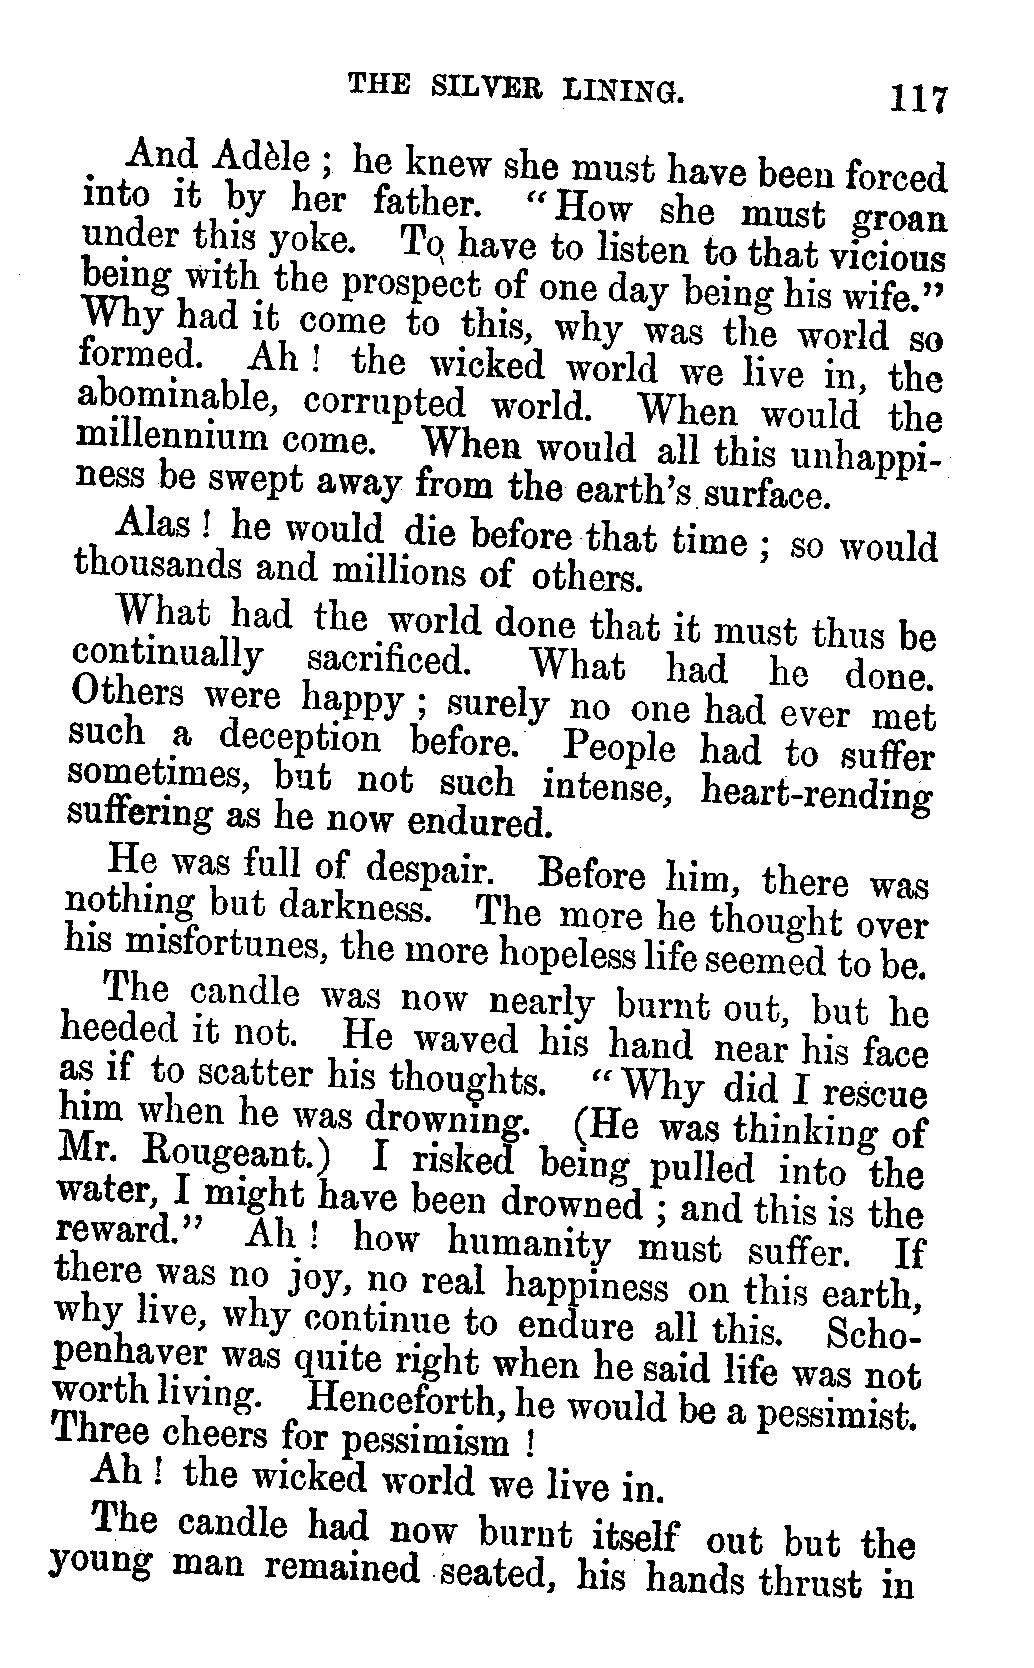 THE SILVER LINING. 117
And Adèle ; he knew she must have been forced
into it by her father. “How she must groan
under this yoke. To have to listen to that vicious
being with the prospect of one day being his wife.”
Why had it come to this, why was the world so
formed. Ah ! the wicked world we live in, the
abominable, corrupted world. When would the
millennium come. When would all this unhappi-
ness be swept away from the earth's surface.
Alas ! he would die before that time ; so would
thousands and millions of others.
What had the world done that it must thus be
continually sacrificed. What had he done.
Others were happy ; surely no one had ever met
such a deception before. People had to suffer
sometimes, but not such intense, heart-rending
suffering as he now endured.
He was full of despair. Before him, there was
nothing but darkness. The more he thought over
his misfortunes, the more hopeless life seemed to be.
The candle was now nearly burnt out, but he
heeded it not. He waved his hand near his face
as if to scatter his thoughts. “Why did I rescue
him when he was drowning. (He was thinking of
Mr. Rougeant.) I risked being pulled into the
water, I might have been drowned ; and this is the
reward.” Ah ! how humanity must suffer. If
there was no joy, no real happiness on this earth,
why live, why continue to endure all this. Scho-
penhaver was quite right when he said life was not
worth living. Henceforth, he would be a pessimist.
Three cheers for pessimism !
Ah ! the wicked world we live in.
The candle had now burnt itself out but the
young man remained seated, his hands thrust in